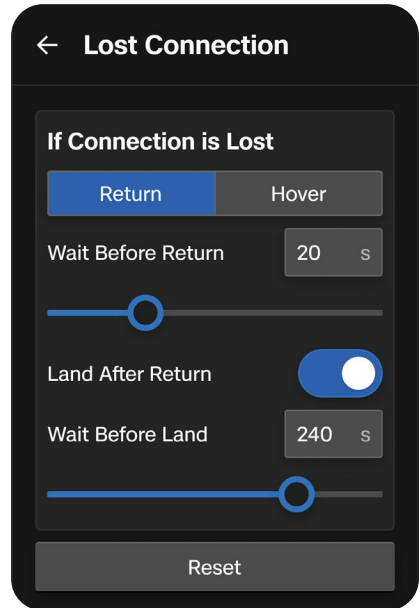 Lost Connection
If Connection is Lost
Return Hover
Wait Before Return 20 s
Land After Return
Wait Before Land 240 s
Reset